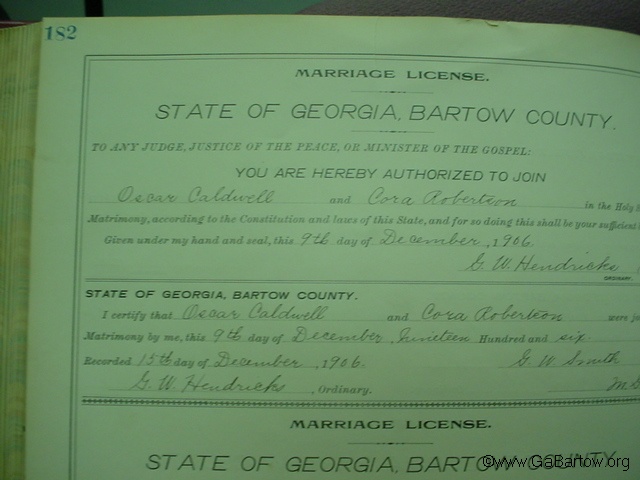 182
MARRIAGE LICENSE.
STATE OF GEORGIA, BARTOW COUNTY.
TO ANY JUDGE, JUSTICE OF THE PEACE, OR MINISTER OF THE GOSPEL:
YOU ARE HEREBY AUTHORIZED TO JOIN
Oscar Caldwell and Cora Robertson in the Holy
Matrimony, according to the Constitution and laws of this State, and for so doing this shall be your sufficient
Given under my hand and seal, this 9th day of December, 1906.
G. W. Hendricks
ORDINARY.
STATE OF GEORGIA, BARTOW COUNTY.
I certify that Oscar Caldwell and Cora Robertson were
Matrimony by me, this 9th day of December, Nineteen Hundred and six.
Recorded 15th day of December, 1906. G. W. Smith
G. W. Hendricks, Ordinary. M.G
MARRIAGE LICENSE.
STATE OF GEORGIA, BARTOW COUNTY.
©www.GaBartow.org